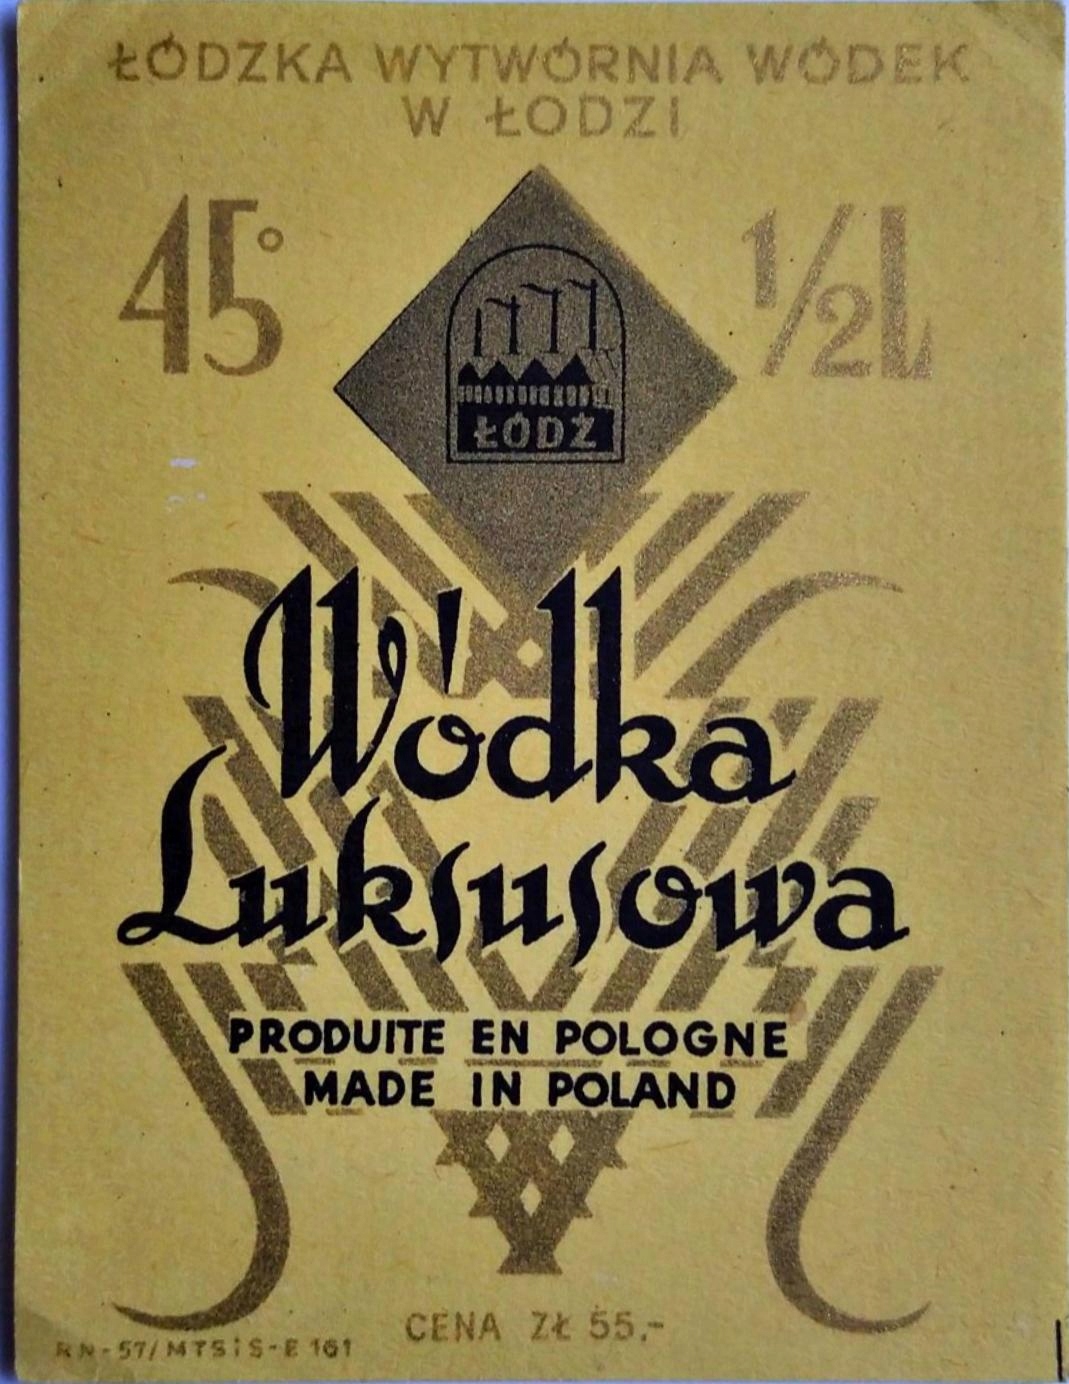 ŁÓDZKA WYTWÓRNIA WÓDEK
W ŁODZI
45° ½L
ŁÓDŹ
Wódka
Luksusowa
PRODUITE EN POLOGNE
MADE IN POLAND
CENA ZŁ 55,-
RN-57/MTSiS-E 161